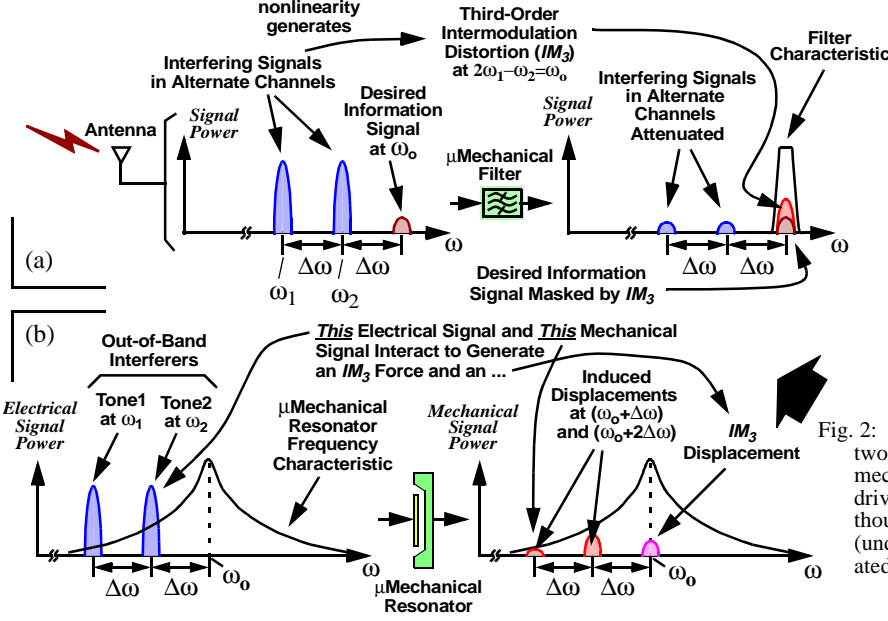 nonlinearity
generates
Third-Order
Intermodulation
Distortion (IM3)
at 2ω1−ω2=ωo
Filter
Characteristic
Interfering Signals
in Alternate Channels
Desired
Information
Signal
at ωo
Interfering Signals
in Alternate
Channels
Attenuated
Antenna
Signal
Power
μMechanical
Filter
Signal
Power
ω
ω
Δω
Δω
Δω
Δω
ω1
ω2
(a)
Desired Information
Signal Masked by IM3
(b)
Out-of-Band
Interferers
This Electrical Signal and This Mechanical
Signal Interact to Generate
an IM3 Force and an ...
Electrical
Signal
Power
Tone1
at ω1
Tone2
at ω2
μMechanical
Resonator
Frequency
Characteristic
Mechanical
Signal
Power
Induced
Displacements
at (ωo+Δω)
and (ωo+2Δω)
IM3
Displacement
ω
ω
Δω
Δω
ωo
Δω
Δω
ωo
μMechanical
Resonator
Fig. 2:
two
mec
driv
thou
(und
ated